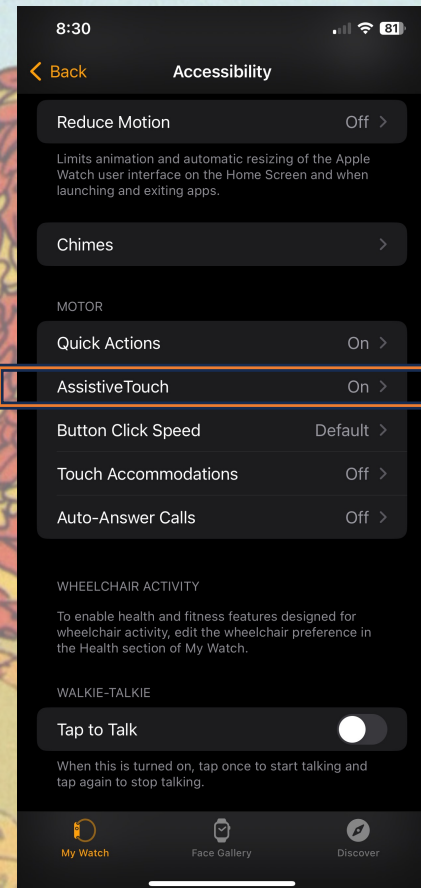 8:30
81
Back
Accessibility
Reduce Motion Off
Limits animation and automatic resizing of the Apple
Watch user interface on the Home Screen and when
launching and exiting apps.
Chimes
MOTOR
Quick Actions On
AssistiveTouch On
Button Click Speed Default
Touch Accommodations Off
Auto-Answer Calls Off
WHEELCHAIR ACTIVITY
To enable health and fitness features designed for
wheelchair activity, edit the wheelchair preference in
the Health section of My Watch.
WALKIE-TALKIE
Tap to Talk
When this is turned on, tap once to start talking and
tap again to stop talking.
My Watch
Face Gallery
Discover